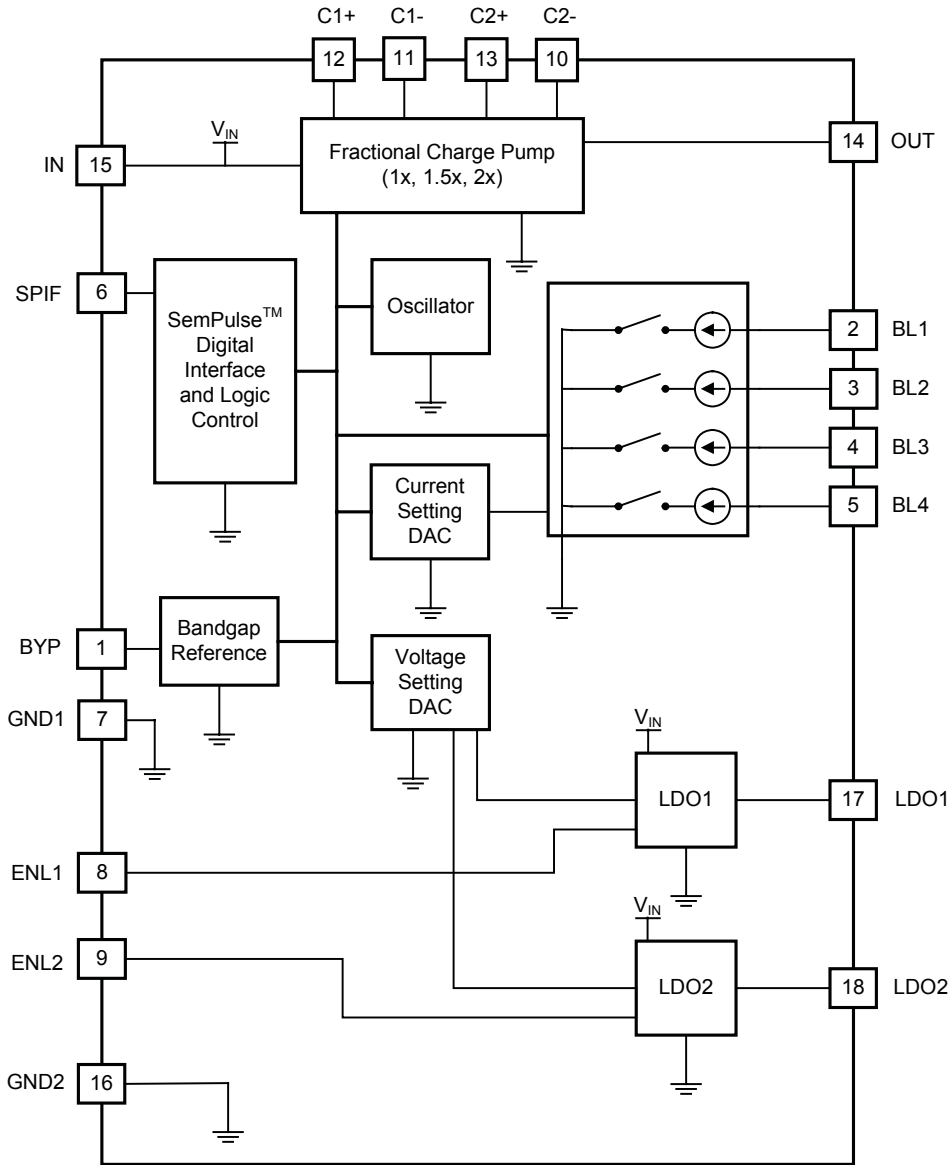 C1+ C1- C2+ C2-
12 11 13 10
VIN
IN 15
Fractional Charge Pump
(1x, 1.5x, 2x)
14 OUT
SPIF 6
SemPulse™
Digital
Interface
and Logic
Control
Oscillator
2 BL1
3 BL2
4 BL3
5 BL4
Current
Setting
DAC
BYP 1
Bandgap
Reference
Voltage
Setting
DAC
GND1 7
VIN
LDO1
17 LDO1
ENL1 8
VIN
ENL2 9
LDO2
18 LDO2
GND2 16